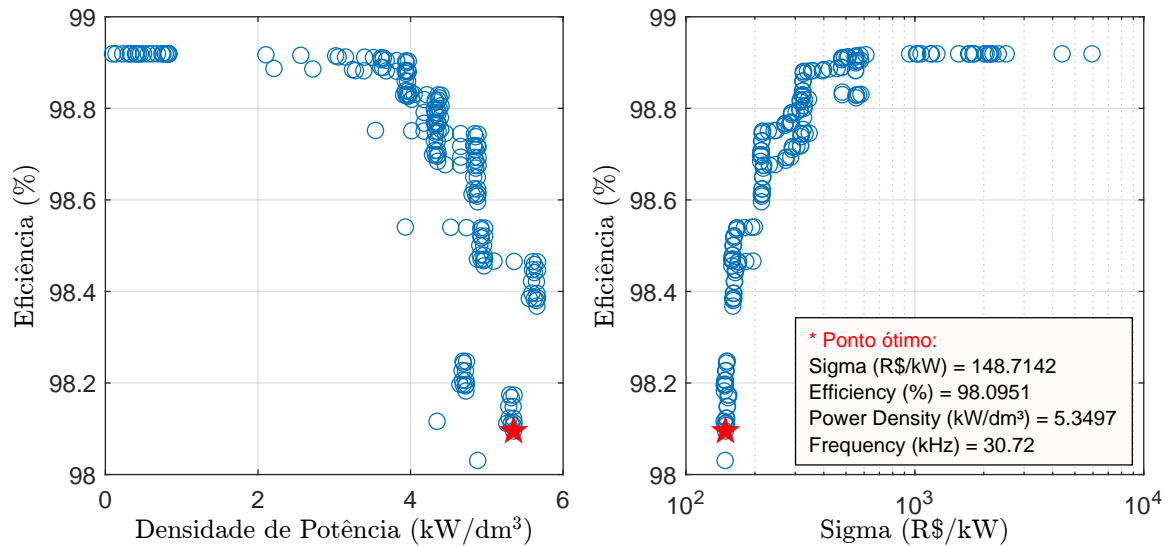 99
98.8
98.6
98.4
98.2
98
Eficiência (%)
0
2
4
6
Densidade de Potência (kW/dm³)
99
98.8
98.6
98.4
98.2
98
Eficiência (%)
* Ponto ótimo:
Sigma (R$/kW) = 148.7142
Efficiency (%) = 98.0951
Power Density (kW/dm³) = 5.3497
Frequency (kHz) = 30.72
10²
10³
10⁴
Sigma (R$/kW)